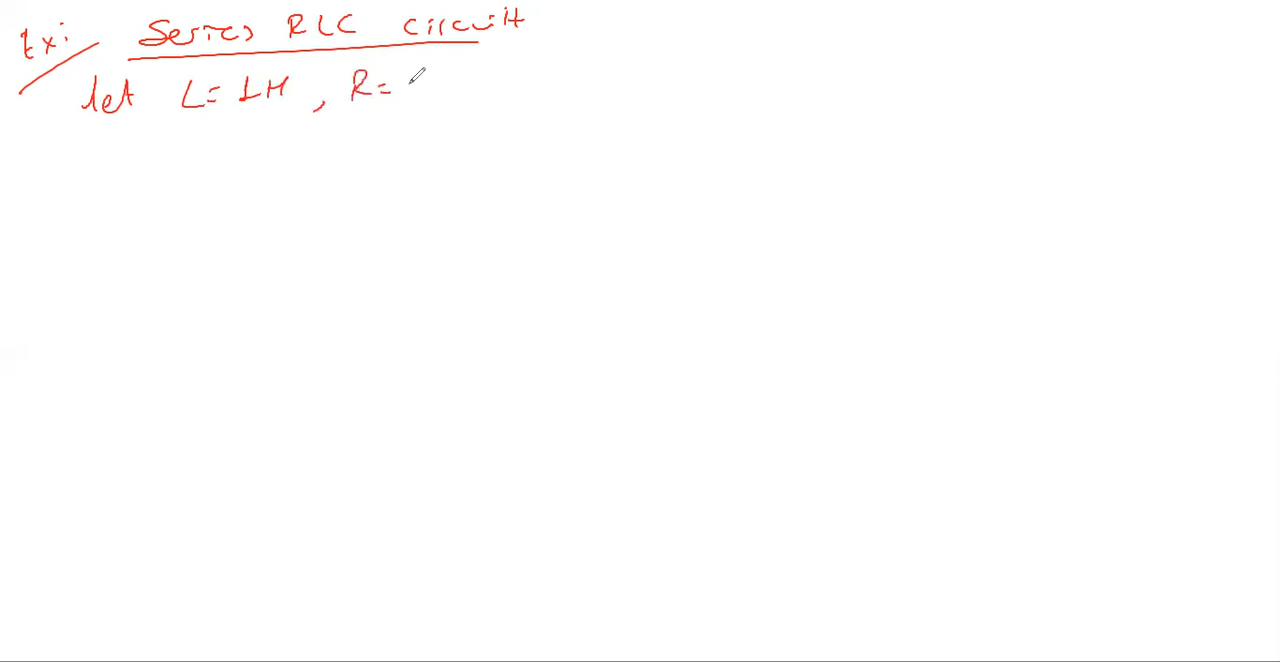 Ex: Series RLC circuit
let L= 1H , R=